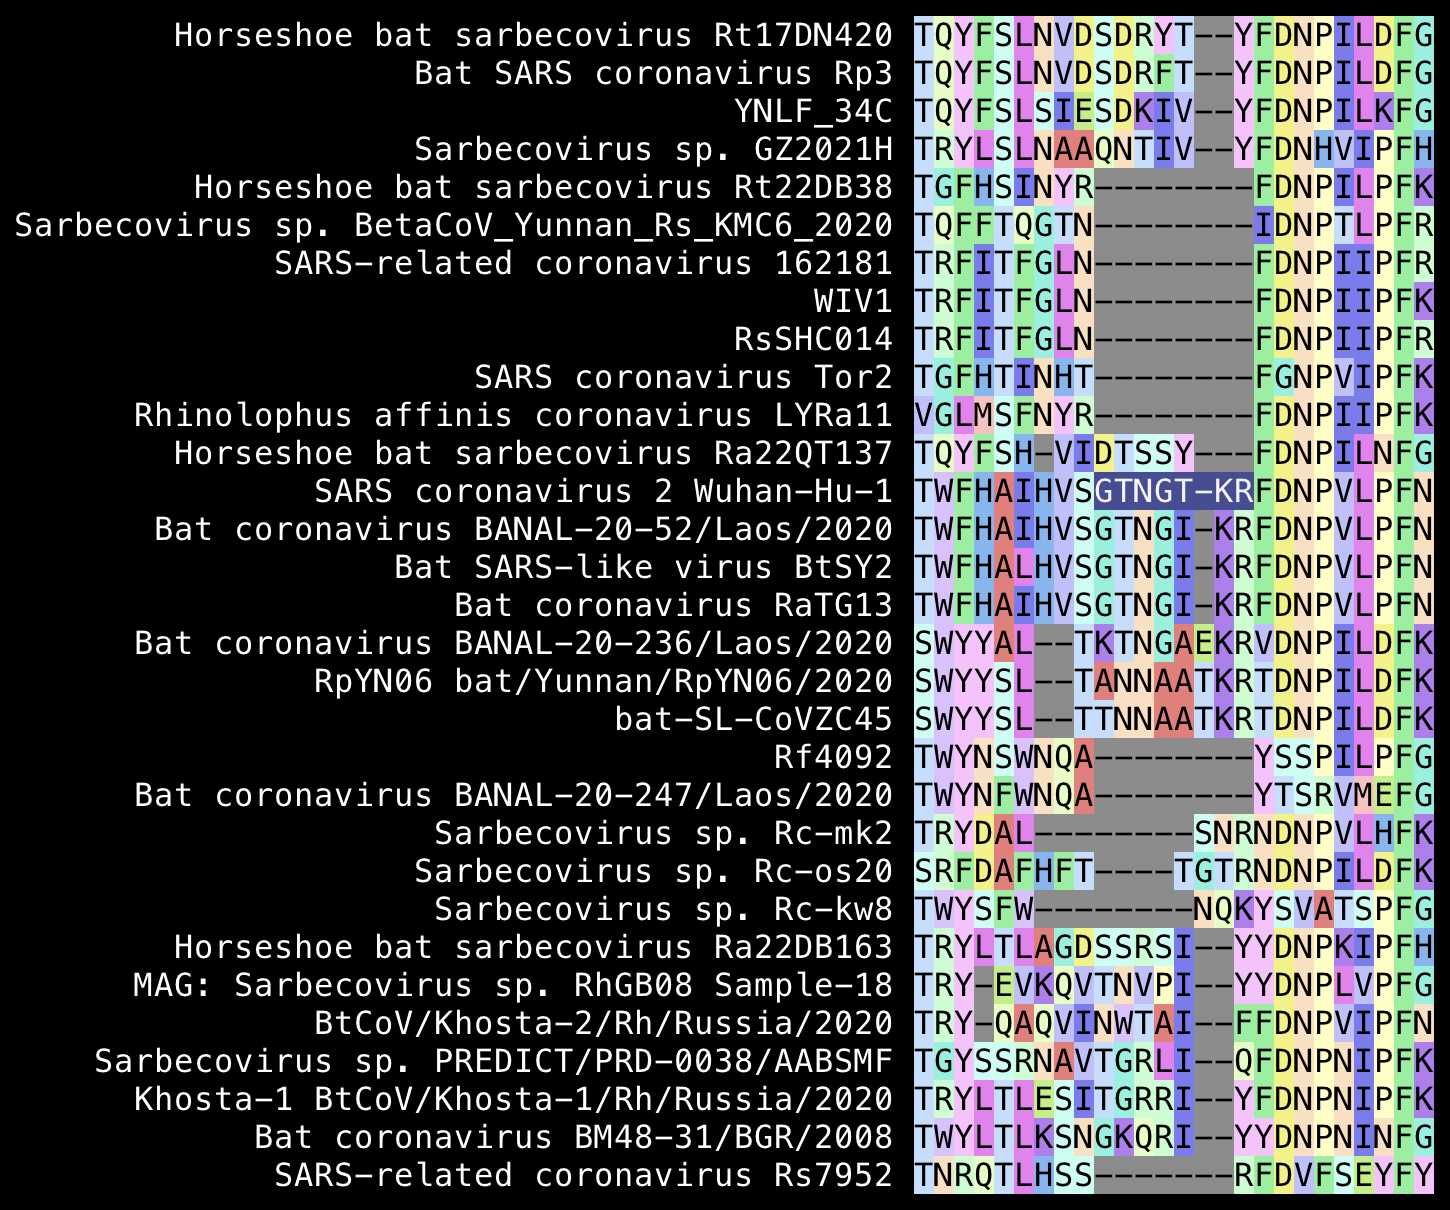 Horseshoe bat sarbecovirus Rt17DN420 TQYFSLNVDSDRYT--YFDNPILDFG
Bat SARS coronavirus Rp3 TQYFSLNVDSDRFT--YFDNPILDFG
YNLF_34C TQYFSLSIESDKIV--YFDNPILKFG
Sarbecovirus sp. GZ2021H TRYLSLNAAQNTIV--YFDNHVIPFH
Horseshoe bat sarbecovirus Rt22DB38 TGFHSINYR--------FDNPILPFK
Sarbecovirus sp. BetaCoV_Yunnan_Rs_KMC6_2020 TQFFTQGTN--------IDNPTLPFR
SARS-related coronavirus 162181 TRFITFGLN--------FDNPIIPFR
WIV1 TRFITFGLN--------FDNPIIPFK
RsSHC014 TRFITFGLN--------FDNPIIPFR
SARS coronavirus Tor2 TGFHTINHT--------FGNPVIPFK
Rhinolophus affinis coronavirus LYRa11 VGLMSFNYR--------FDNPIIPFK
Horseshoe bat sarbecovirus Ra22QT137 TQYFSH-VIDTSSY---FDNPILNFG
SARS coronavirus 2 Wuhan-Hu-1 TWFHAIHVSGTNGT-KRFDNPVLPFN
Bat coronavirus BANAL-20-52/Laos/2020 TWFHAIHVSGTNGI-KRFDNPVLPFN
Bat SARS-like virus BtSY2 TWFHALHVSGTNGI-KRFDNPVLPFN
Bat coronavirus RaTG13 TWFHAIHVSGTNGI-KRFDNPVLPFN
Bat coronavirus BANAL-20-236/Laos/2020 SWYYAL--TKTNGAEKRVDNPILDFK
RpYN06 bat/Yunnan/RpYN06/2020 SWYYSL--TANNAATKRTDNPILDFK
bat-SL-CoVZC45 SWYYSL--TTNNAATKRTDNPILDFK
Rf4092 TWYNSWNQA--------YSSPILPFG
Bat coronavirus BANAL-20-247/Laos/2020 TWYNFWNQA--------YTSRVMEFG
Sarbecovirus sp. Rc-mk2 TRYDAL--------SNRNDNPVLHFK
Sarbecovirus sp. Rc-os20 SRFDAFHFT----TGTRNDNPILDFK
Sarbecovirus sp. Rc-kw8 TWYSFW--------NQKYSVATSPFG
Horseshoe bat sarbecovirus Ra22DB163 TRYLTLAGDSSRSI--YYDNPKIPFH
MAG: Sarbecovirus sp. RhGB08 Sample-18 TRY-EVKQVTNVPI--YYDNPLVPFG
BtCoV/Khosta-2/Rh/Russia/2020 TRY-QAQVINWTAI--FFDNPVIPFN
Sarbecovirus sp. PREDICT/PRD-0038/AABSMF TGYSSRNAVTGRLI--QFDNPNIPFK
Khosta-1 BtCoV/Khosta-1/Rh/Russia/2020 TRYLTLESITGRRI--YFDNPNIPFK
Bat coronavirus BM48-31/BGR/2008 TWYLTLKSNGKQRI--YYDNPNINFG
SARS-related coronavirus Rs7952 TNRQTLHSS-------RFDVFSEYFY